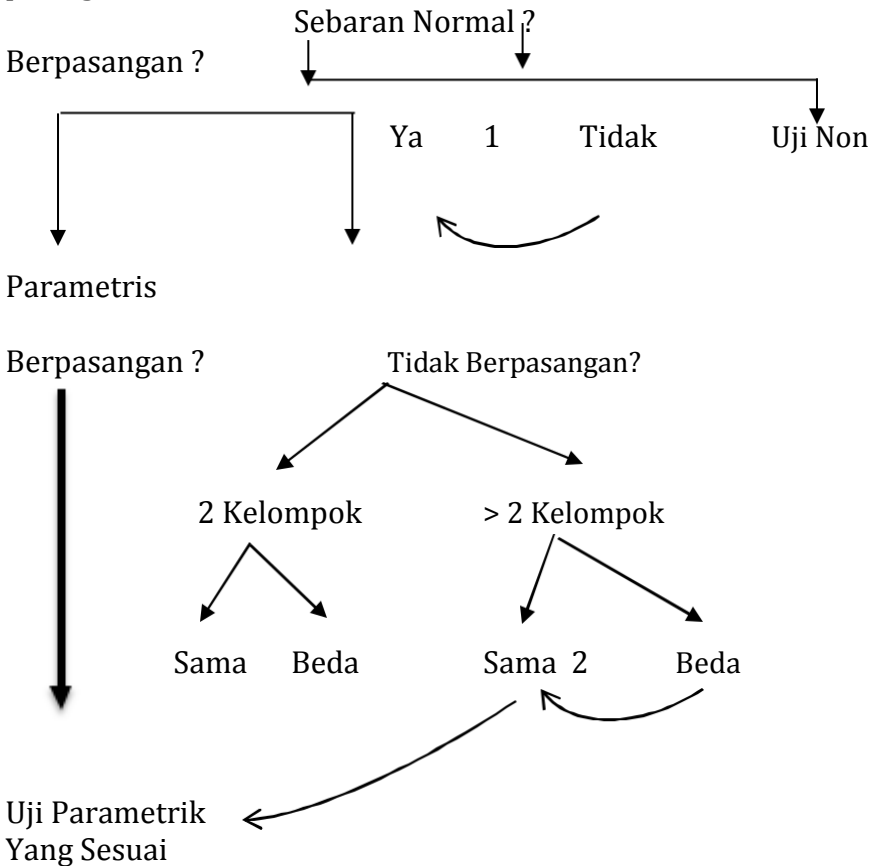 Sebaran Normal ?
Berpasangan ?
Ya 1 Tidak Uji Non
Parametris
Berpasangan ? Tidak Berpasangan?
2 Kelompok > 2 Kelompok
Sama Beda Sama 2 Beda
Uji Parametrik
Yang Sesuai